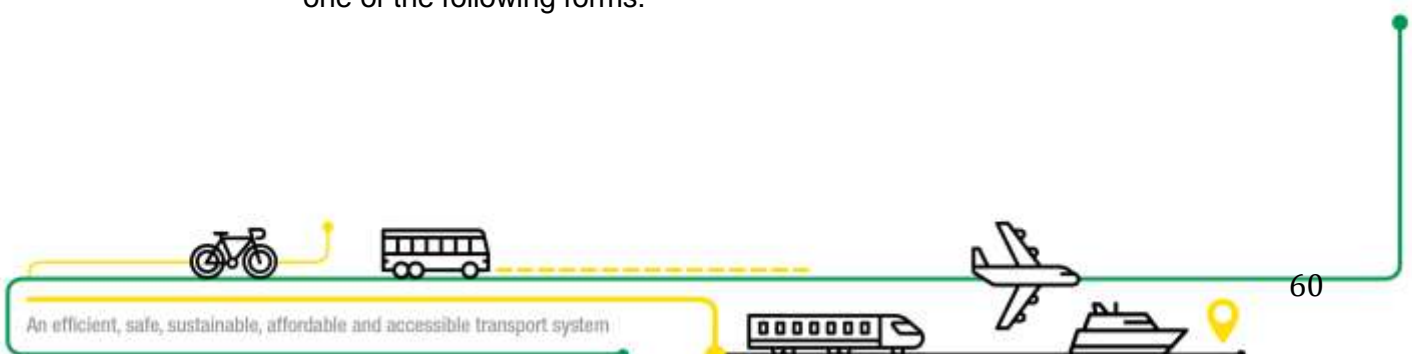 one of the following forms:
60
An efficient, safe, sustainable, affordable and accessible transport system